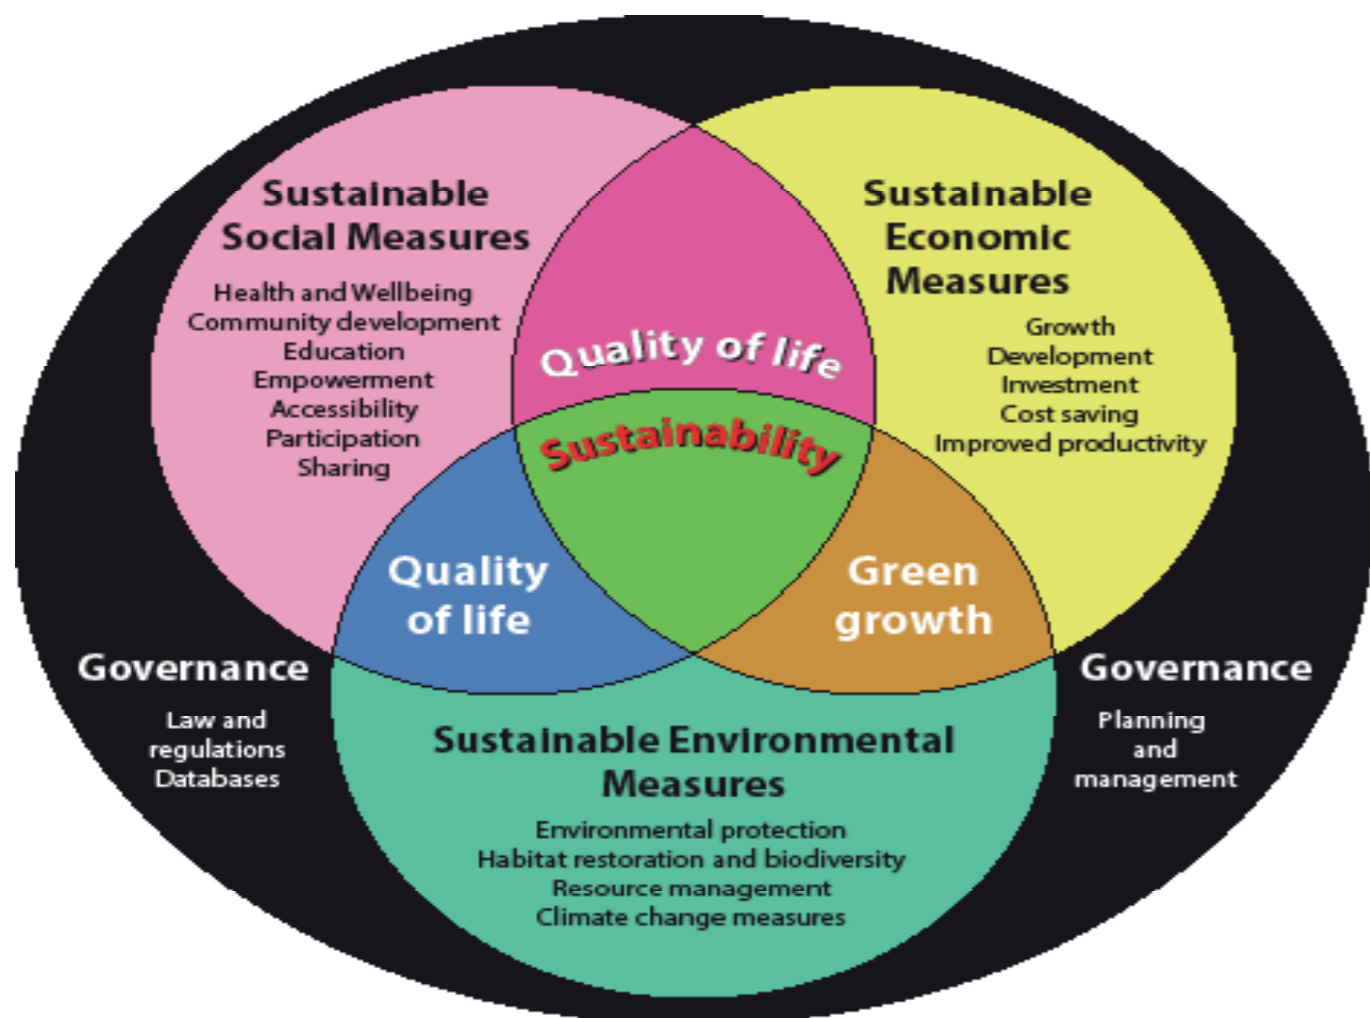 Sustainable
Social Measures
Health and Wellbeing
Community development
Education
Empowerment
Accessibility
Participation
Sharing
Sustainable
Economic
Measures
Growth
Development
Investment
Cost saving
Improved productivity
Quality of life
Sustainability
Quality
of life
Green
growth
Governance
Law and
regulations
Databases
Governance
Planning
and
management
Sustainable Environmental
Measures
Environmental protection
Habitat restoration and biodiversity
Resource management
Climate change measures